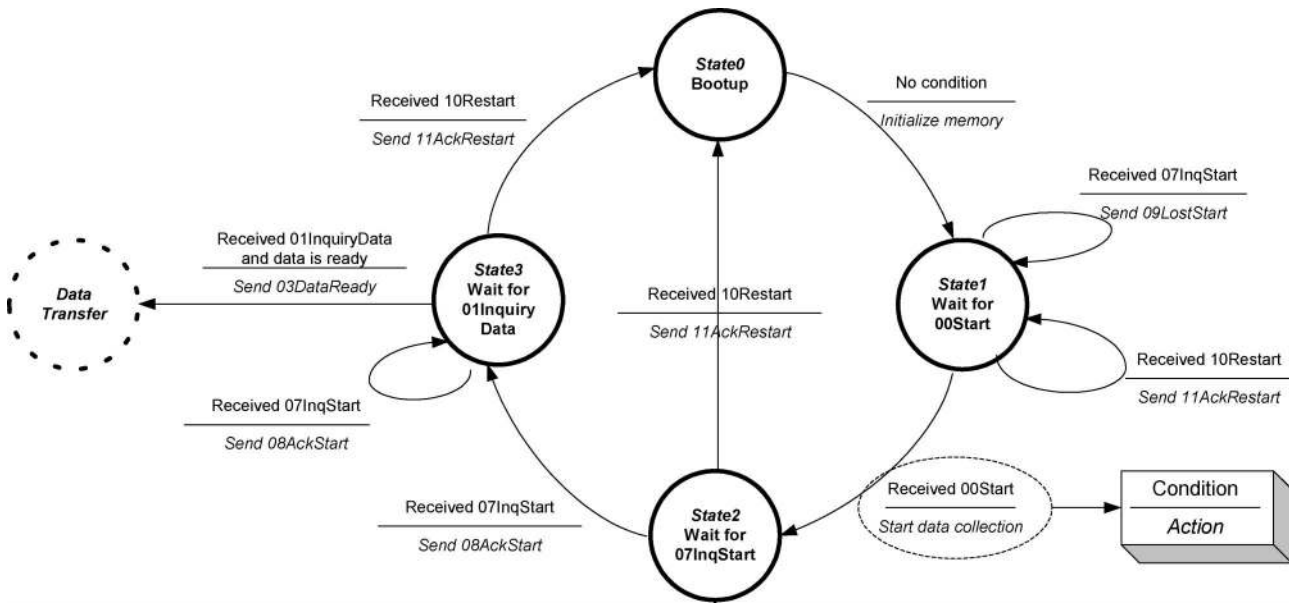 State0
Bootup
No condition
Initialize memory
Received 10Restart
Send 11AckRestart
Received 07InqStart
Send 09LostStart
Received 01InquiryData
and data is ready
Send 03DataReady
Data
Transfer
State3
Wait for
01Inquiry
Data
Received 10Restart
Send 11AckRestart
State1
Wait for
00Start
Received 10Restart
Send 11AckRestart
Received 07InqStart
Send 08AckStart
Received 07InqStart
Send 08AckStart
State2
Wait for
07InqStart
Received 00Start
Start data collection
Condition
Action